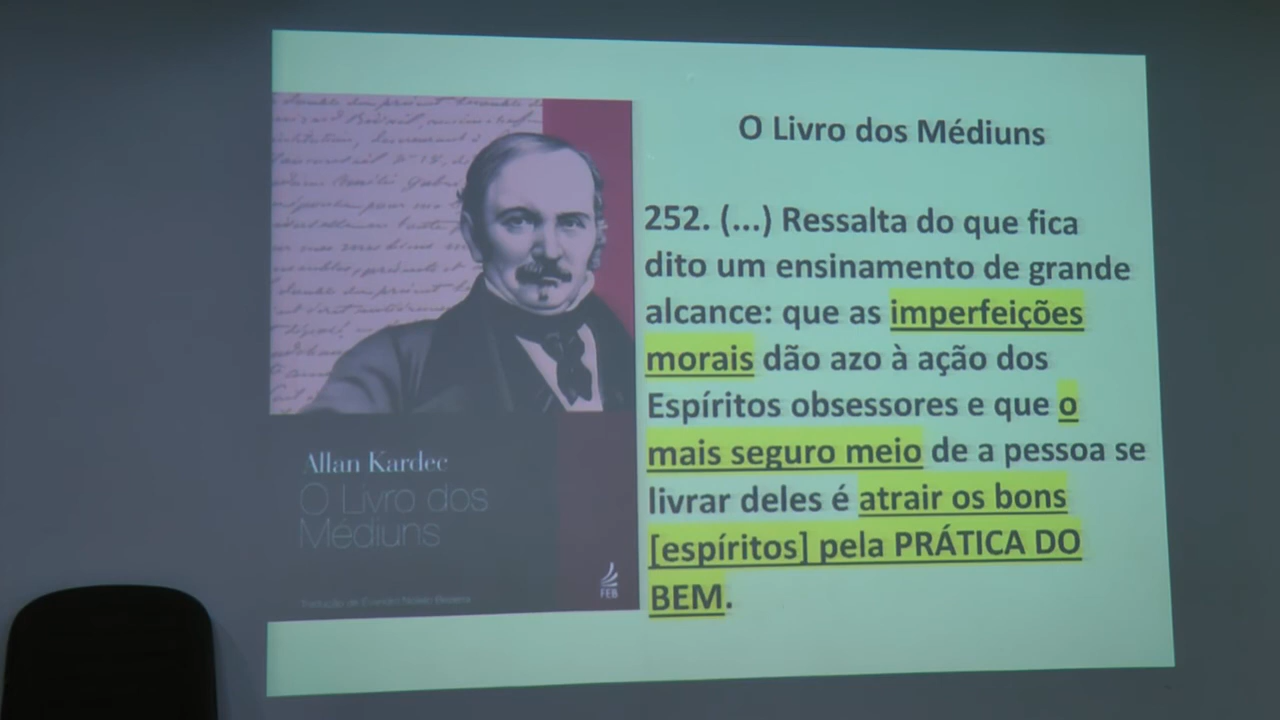 O Livro dos Médiuns
252. (...) Ressalta do que fica
dito um ensinamento de grande
alcance: que as imperfeições
morais dão azo à ação dos
Espíritos obsessores e que o
mais seguro meio de a pessoa se
livrar deles é atrair os bons
[espíritos] pela PRÁTICA DO
BEM.
Allan Kardec
O Livro dos
Médiuns
FEB